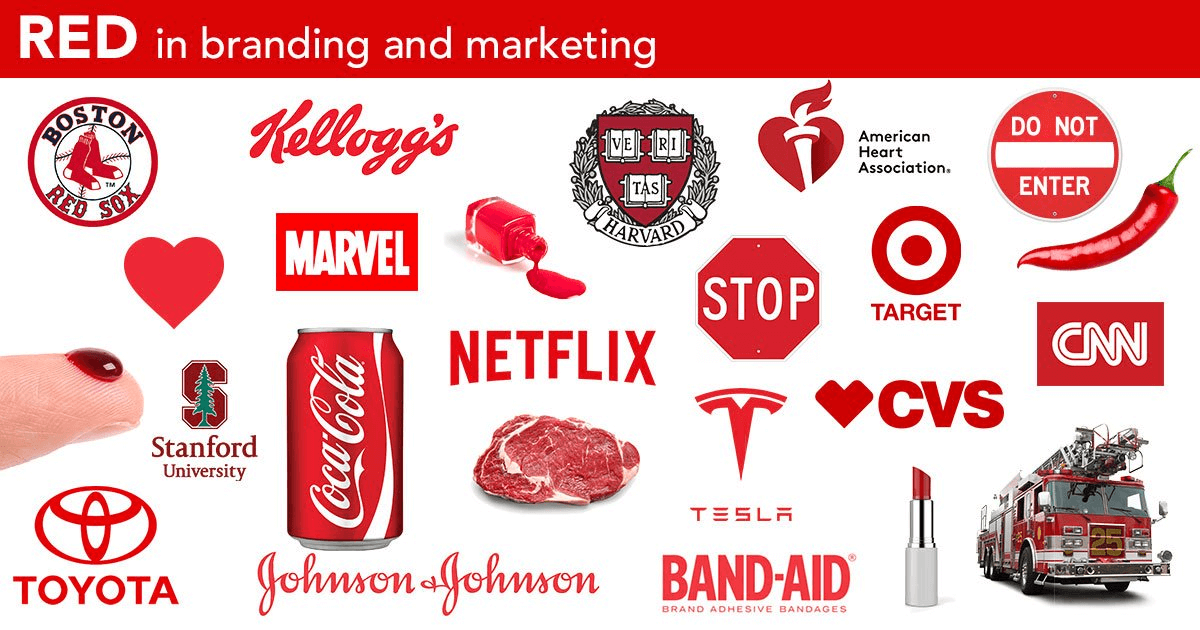 RED in branding and marketing
BOSTON
RED SOX
TM
Kellogg's
VE RI
TAS
HARVARD
American
Heart
Association®
DO NOT
ENTER
MARVEL
STOP
TARGET
CNN
NETFLIX
Coca-Cola
S
Stanford
University
CVS
TESLA
25
TOYOTA
Johnson & Johnson
BAND-AID®
BRAND ADHESIVE BANDAGES